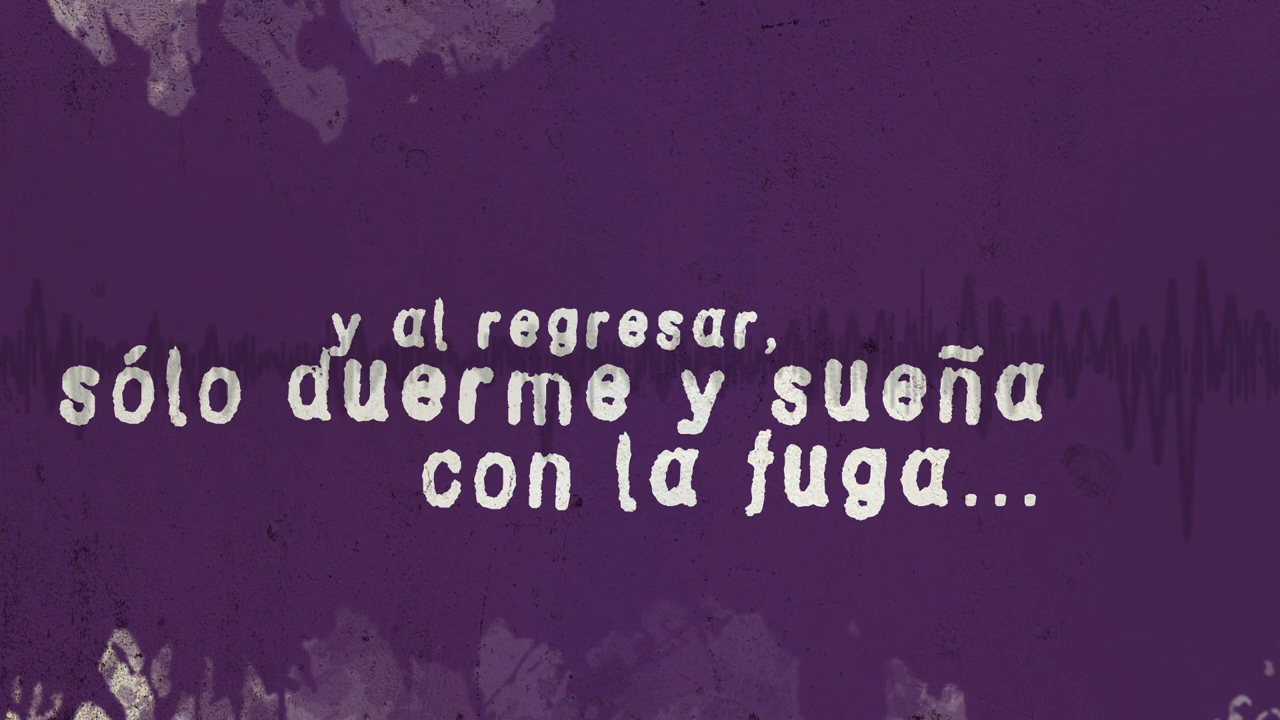 y al regresar,
sólo duerme y sueña
con la fuga...